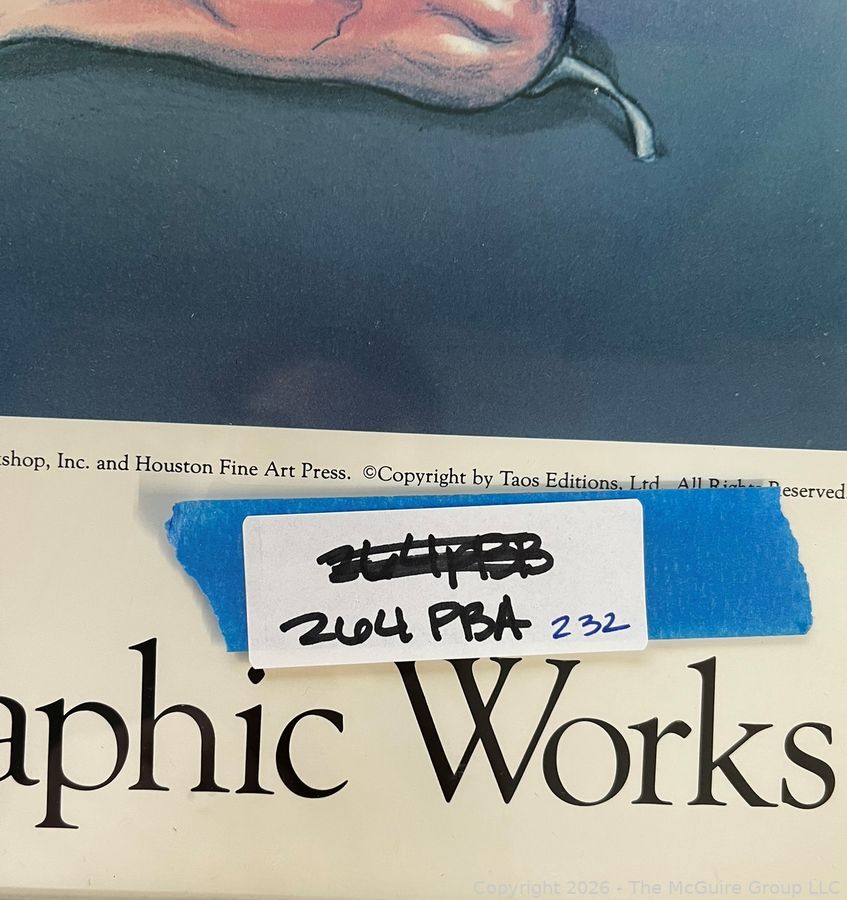 shop, Inc. and Houston Fine Art Press. ©Copyright by Taos Editions, Ltd. All Rights Reserved.
264 PBA 232
aphic Works
Copyright 2026 - The McGuire Group LLC